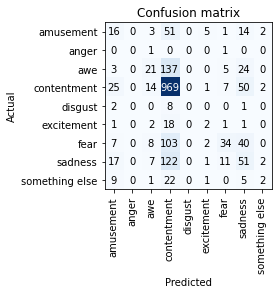 Confusion matrix
Actual
amusement 16 0 3 51 0 5 1 14 2
anger 0 0 1 0 0 0 0 1 0
awe 3 0 21 137 0 0 5 24 0
contentment 25 0 14 969 0 1 7 50 2
disgust 2 0 0 8 0 0 0 1 0
excitement 1 0 2 18 0 2 1 1 0
fear 7 0 8 103 0 2 34 40 0
sadness 17 0 7 122 0 1 11 51 2
something else 9 0 1 22 0 1 0 5 2
amusement
anger
awe
contentment
disgust
excitement
fear
sadness
something else
Predicted